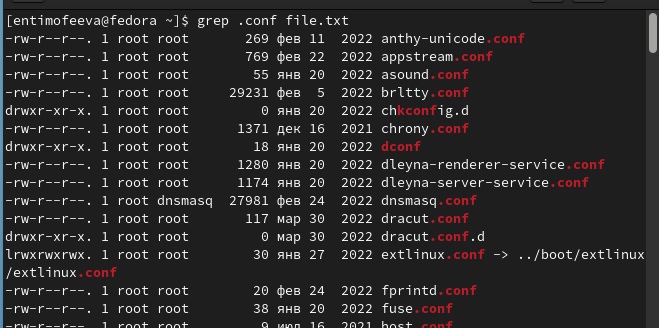 [entimofeeva@fedora ~]$ grep .conf file.txt
-rw-r--r--. 1 root root       269 фев 11  2022 anthy-unicode.conf
-rw-r--r--. 1 root root       769 фев 22  2022 appstream.conf
-rw-r--r--. 1 root root        55 янв 20  2022 asound.conf
-rw-r--r--. 1 root root     29231 фев  5  2022 brltty.conf
drwxr-xr-x. 1 root root         0 янв 20  2022 chkconfig.d
-rw-r--r--. 1 root root      1371 дек 16  2021 chrony.conf
drwxr-xr-x. 1 root root        18 янв 20  2022 dconf
-rw-r--r--. 1 root root      1280 янв 20  2022 dleyna-renderer-service.conf
-rw-r--r--. 1 root root      1174 янв 20  2022 dleyna-server-service.conf
-rw-r--r--. 1 root dnsmasq  27981 фев 24  2022 dnsmasq.conf
-rw-r--r--. 1 root root       117 мар 30  2022 dracut.conf
drwxr-xr-x. 1 root root         0 мар 30  2022 dracut.conf.d
lrwxrwxrwx. 1 root root        30 янв 27  2022 extlinux.conf -> ../boot/extlinux
/extlinux.conf
-rw-r--r--. 1 root root        20 фев 24  2022 fprintd.conf
-rw-r--r--. 1 root root        38 янв 20  2022 fuse.conf
-rw-r--r--. 1 root root         9 июл 16  2021 host.conf